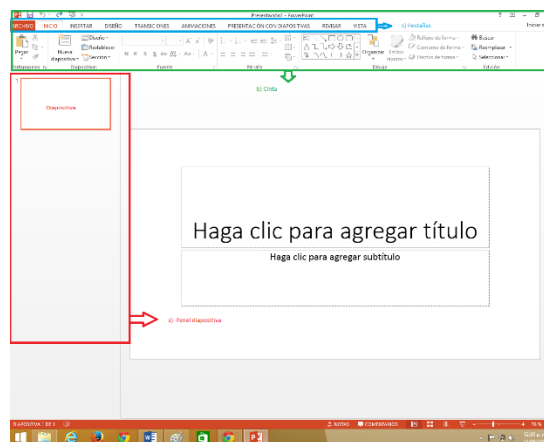 Presentación1 - PowerPoint
ARCHIVO INICIO INSERTAR DISEÑO TRANSICIONES ANIMACIONES PRESENTACIÓN CON DIAPOSITIVAS REVISAR VISTA c) Pestañas
Pegar
Nueva
diapositiva
Diseño
Restablecer
Sección
Organizar
Relleno de forma
Contorno de forma
Efectos de forma
Buscar
Reemplazar
Seleccionar
Diapositivas Fuente Párrafo Dibujo Edición
b) Cinta
1
Diapositiva
Haga clic para agregar título
Haga clic para agregar subtítulo
a) Panel diapositiva
DIAPOSITIVA 1 DE 1 NOTAS COMENTARIOS 76%